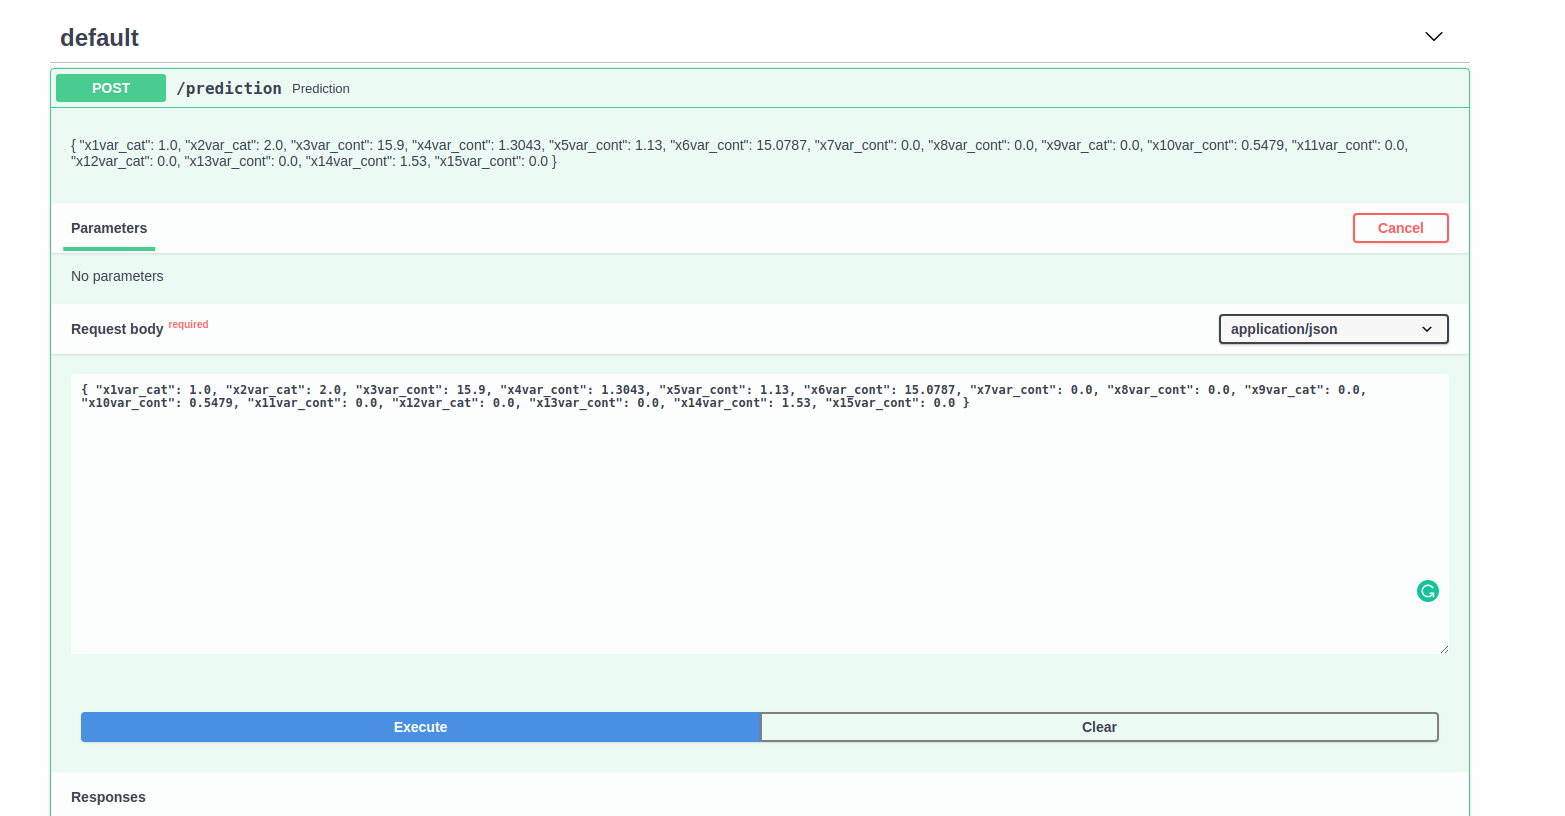 default
POST /prediction Prediction
{ "x1var_cat": 1.0, "x2var_cat": 2.0, "x3var_cont": 15.9, "x4var_cont": 1.3043, "x5var_cont": 1.13, "x6var_cont": 15.0787, "x7var_cont": 0.0, "x8var_cont": 0.0, "x9var_cat": 0.0, "x10var_cont": 0.5479, "x11var_cont": 0.0,
"x12var_cat": 0.0, "x13var_cont": 0.0, "x14var_cont": 1.53, "x15var_cont": 0.0 }
Parameters Cancel
No parameters
Request body required application/json
{ "x1var_cat": 1.0, "x2var_cat": 2.0, "x3var_cont": 15.9, "x4var_cont": 1.3043, "x5var_cont": 1.13, "x6var_cont": 15.0787, "x7var_cont": 0.0, "x8var_cont": 0.0, "x9var_cat": 0.0,
"x10var_cont": 0.5479, "x11var_cont": 0.0, "x12var_cat": 0.0, "x13var_cont": 0.0, "x14var_cont": 1.53, "x15var_cont": 0.0 }
Execute Clear
Responses